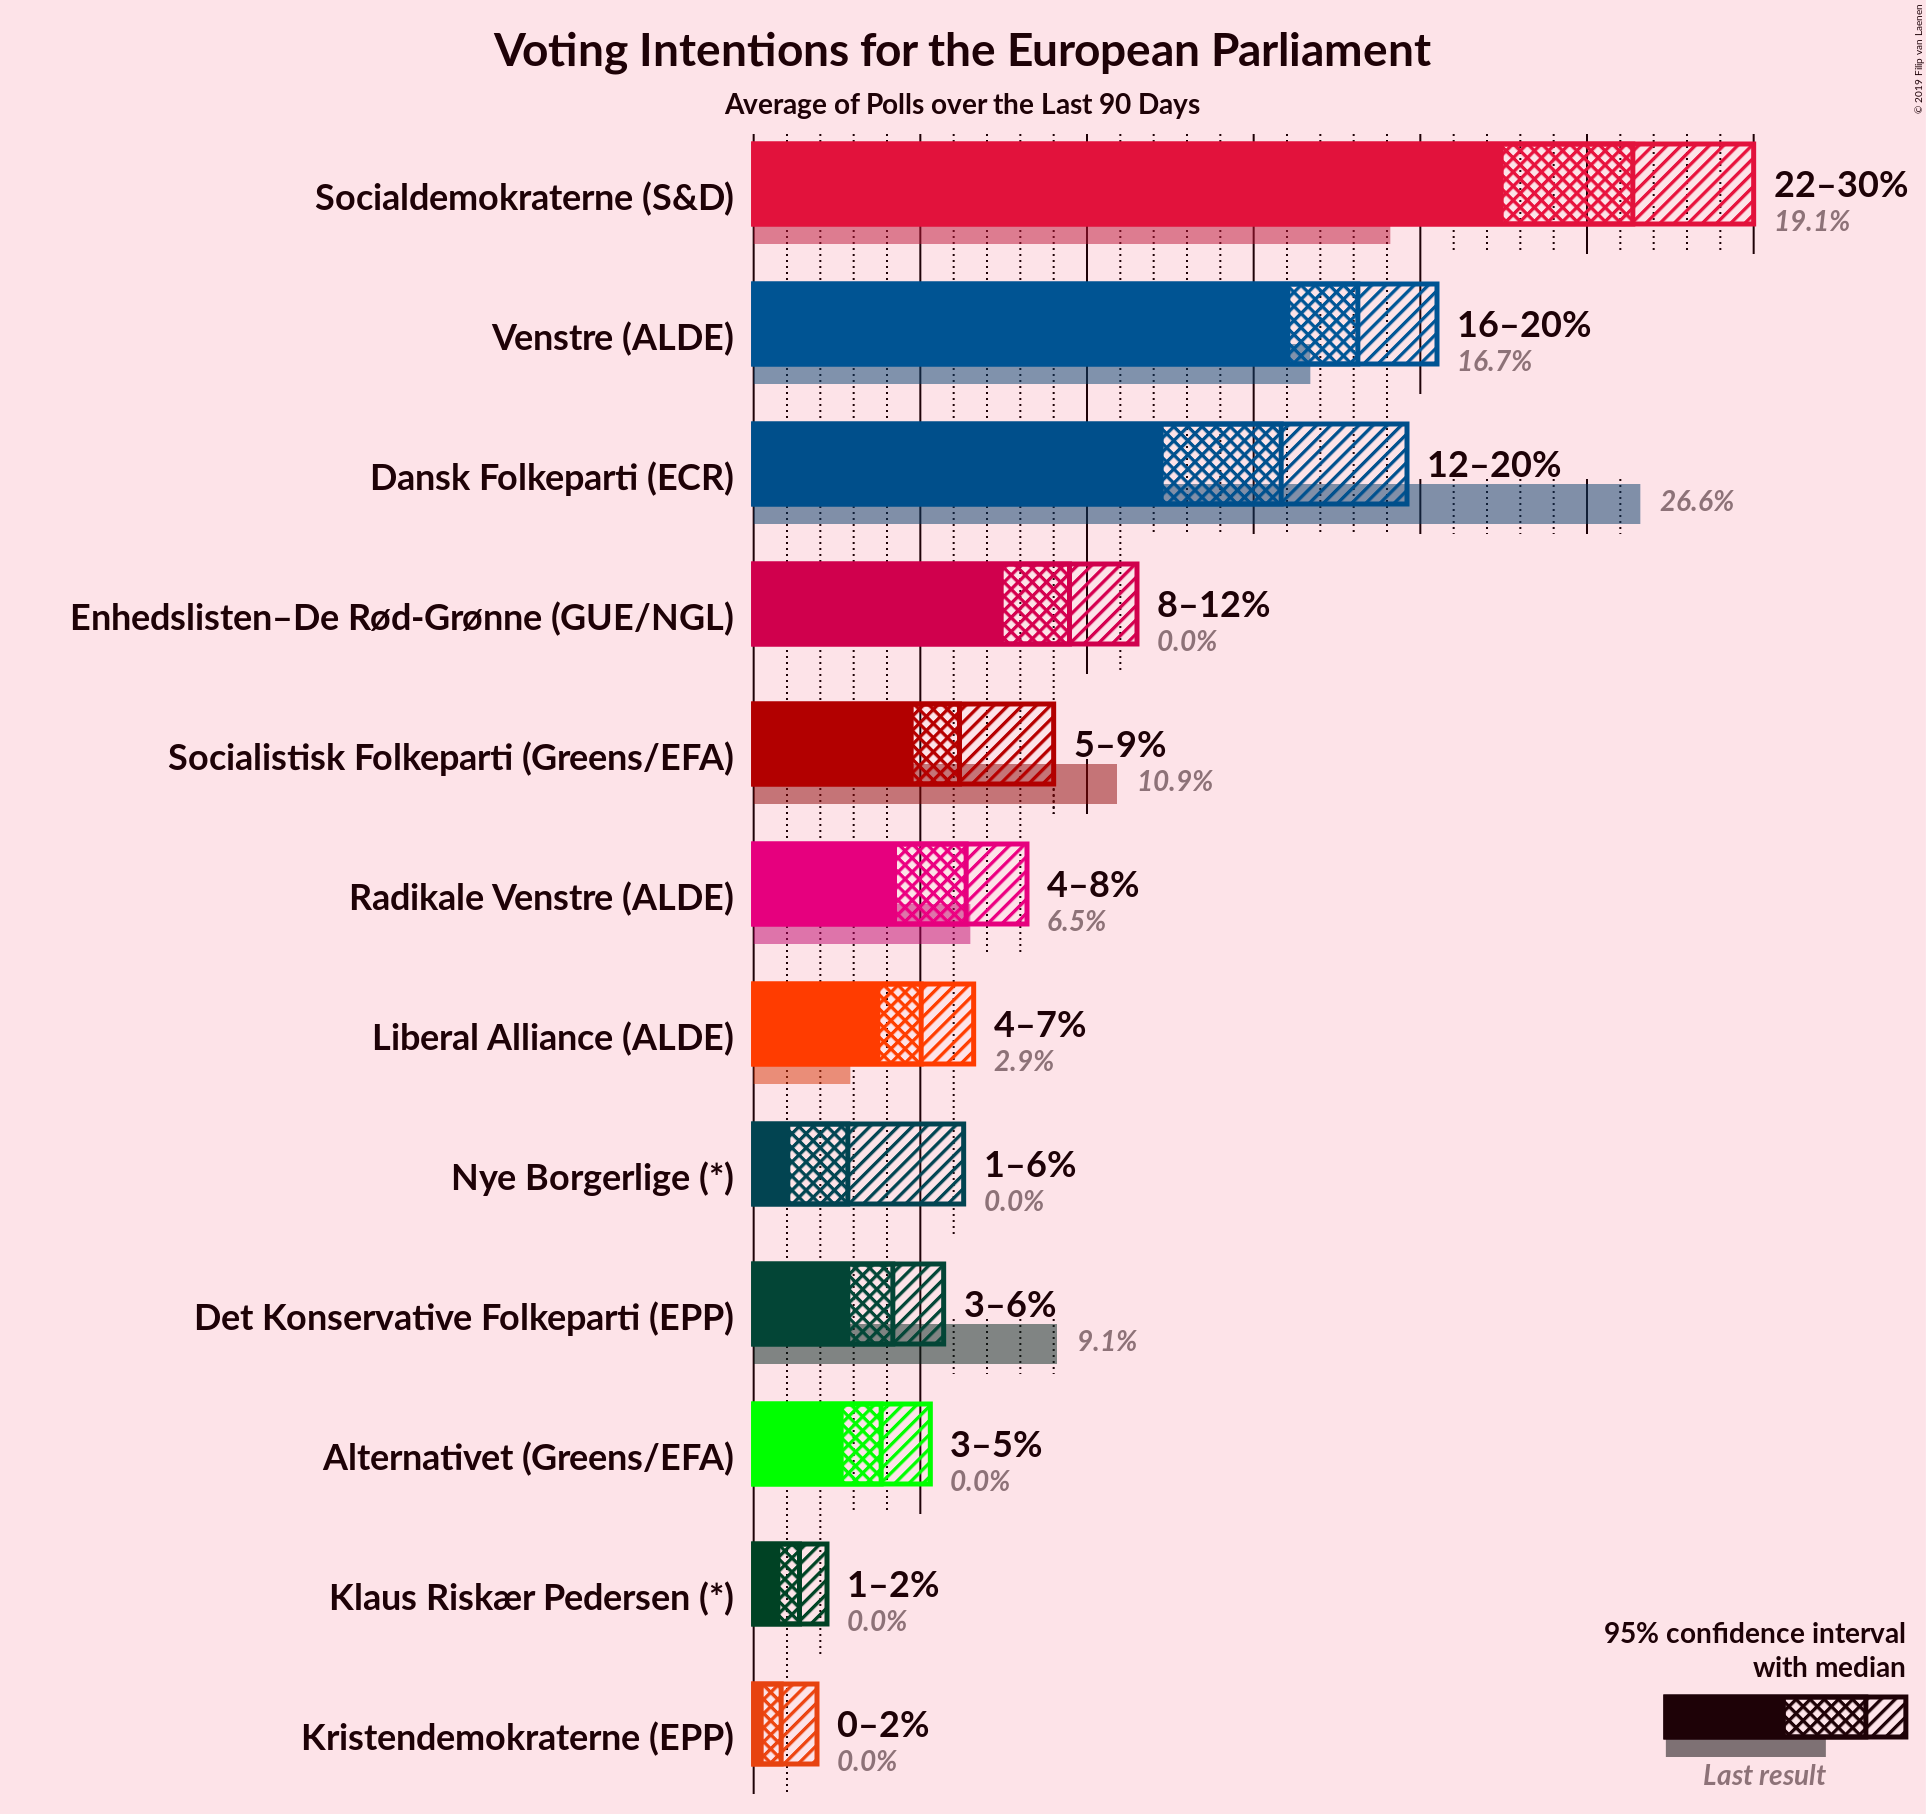 Voting Intentions for the European Parliament
Average of Polls over the Last 90 Days
© 2019 Filip van Laenen
Socialdemokraterne (S&D)
22–30%
19.1%
Venstre (ALDE)
16–20%
16.7%
Dansk Folkeparti (ECR)
12–20%
26.6%
Enhedslisten–De Rød-Grønne (GUE/NGL)
8–12%
0.0%
Socialistisk Folkeparti (Greens/EFA)
5–9%
10.9%
Radikale Venstre (ALDE)
4–8%
6.5%
Liberal Alliance (ALDE)
4–7%
2.9%
Nye Borgerlige (*)
1–6%
0.0%
Det Konservative Folkeparti (EPP)
3–6%
9.1%
Alternativet (Greens/EFA)
3–5%
0.0%
Klaus Riskær Pedersen (*)
1–2%
0.0%
Kristendemokraterne (EPP)
0–2%
0.0%
95% confidence interval
with median
Last result